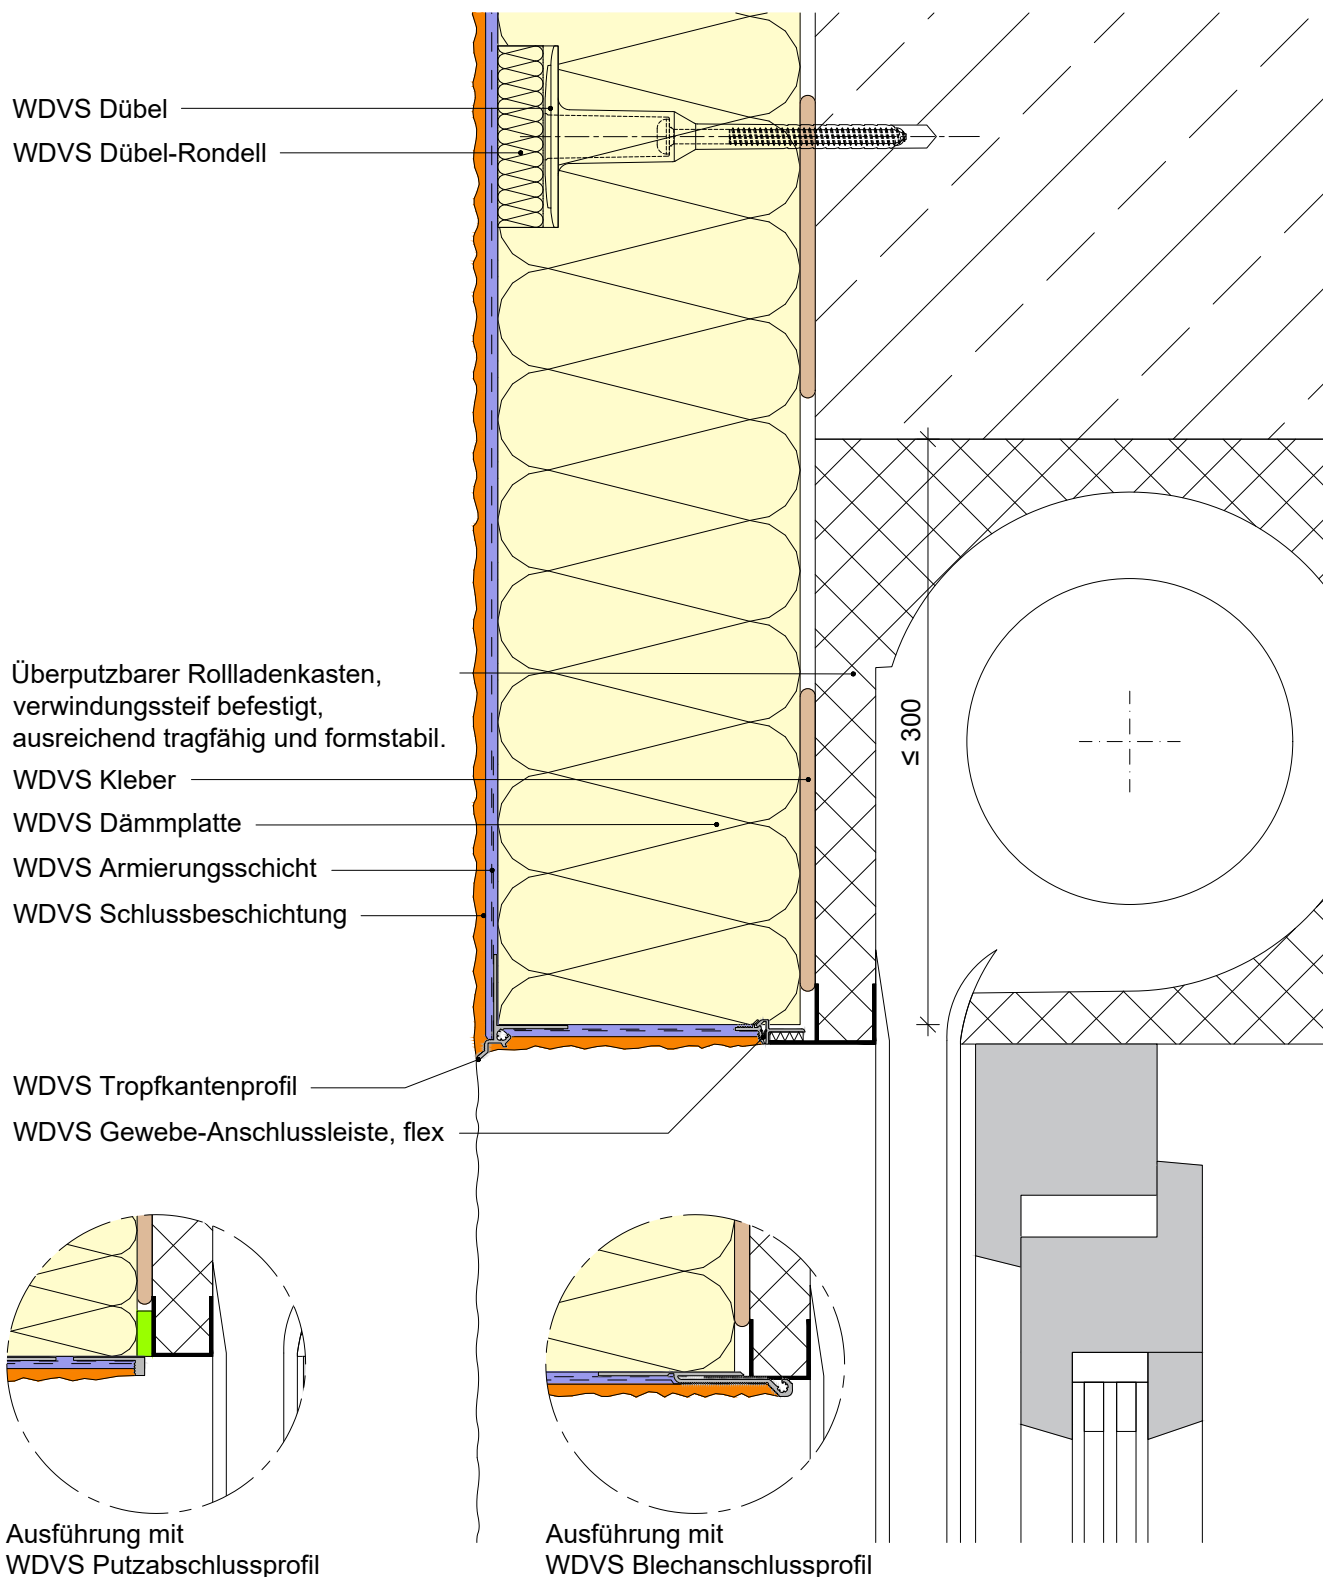 WDVS Dübel
WDVS Dübel-Rondell
Überputzbarer Rollladenkasten,
verwindungssteif befestigt,
ausreichend tragfähig und formstabil.
WDVS Kleber
WDVS Dämmplatte
WDVS Armierungsschicht
WDVS Schlussbeschichtung
≤ 300
WDVS Tropfkantenprofil
WDVS Gewebe-Anschlussleiste, flex
Ausführung mit
WDVS Putzabschlussprofil
Ausführung mit
WDVS Blechanschlussprofil